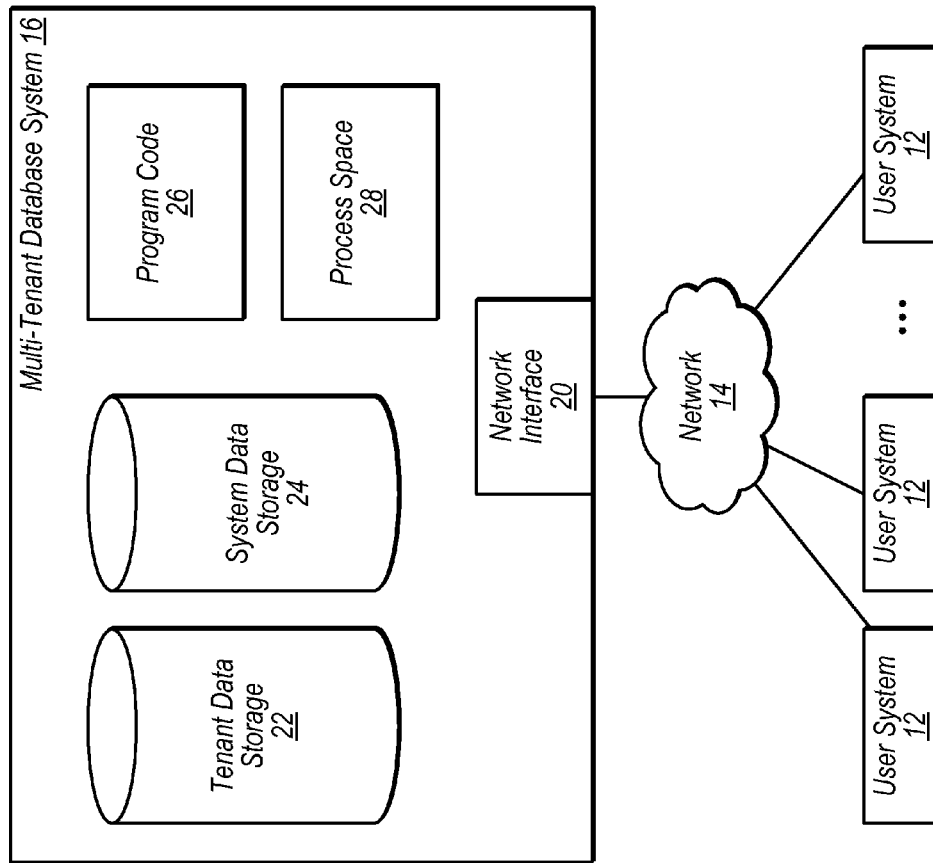 Multi-Tenant Database System 16
Tenant Data
Storage
22
System Data
Storage
24
Program Code
26
Process Space
28
Network
Interface
20
Network
14
User System
12
User System
12
...
User System
12